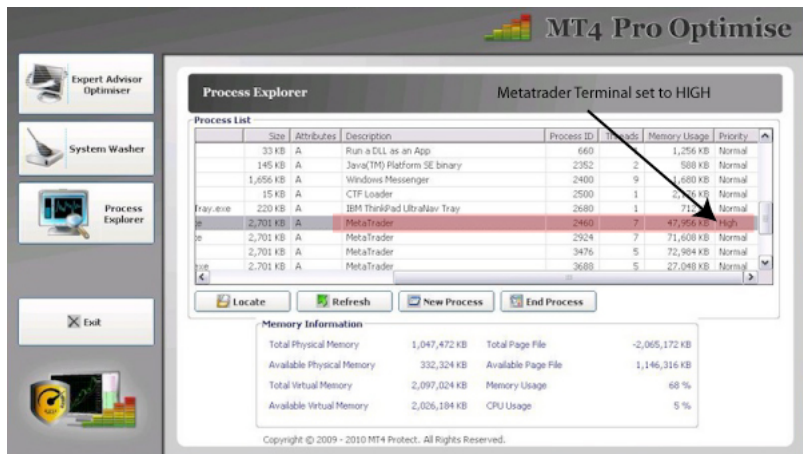 MT4 Pro Optimise
Expert Advisor
Optimiser
System Washer
Process
Explorer
Exit
Process Explorer
Metatrader Terminal set to HIGH
Process List
Size Attributes Description Process ID Threads Memory Usage Priority
33 KB A Run a DLL as an App 660 1,256 KB Normal
145 KB A Java(TM) Platform SE binary 2352 2 588 KB Normal
1,656 KB A Windows Messenger 2400 9 1,680 KB Normal
15 KB A CTF Loader 2500 1 KB Normal
Tray.exe 220 KB A IBM ThinkPad UltraNav Tray 2680 1 712 Normal
2,701 KB A MetaTrader 2460 7 47,956 KB High
2,701 KB A MetaTrader 2924 7 71,608 KB Normal
2,701 KB A MetaTrader 3476 5 72,984 KB Normal
2,701 KB A MetaTrader 3688 5 27,048 KB Normal
Locate Refresh New Process End Process
Memory Information
Total Physical Memory 1,047,472 KB Total Page File -2,065,172 KB
Available Physical Memory 332,324 KB Available Page File 1,146,316 KB
Total Virtual Memory 2,097,024 KB Memory Usage 68 %
Available Virtual Memory 2,026,184 KB CPU Usage 5 %
Copyright © 2009 - 2010 MT4 Protect. All Rights Reserved.